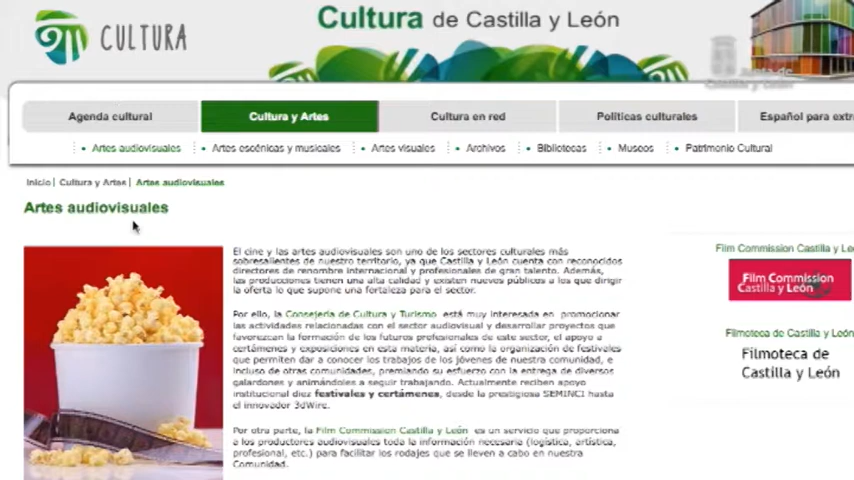 CULTURA
Cultura de Castilla y León
Junta de
Castilla y León
Agenda cultural
Cultura y Artes
Cultura en red
Políticas culturales
Español para extr
Artes audiovisuales
Artes escénicas y musicales
Artes visuales
Archivos
Bibliotecas
Museos
Patrimonio Cultural
Inicio| Cultura y Artes| Artes audiovisuales
Artes audiovisuales
El cine y las artes audiovisuales son uno de los sectores culturales más
sobresalientes de nuestro territorio, ya que Castilla y León cuenta con reconocidos
directores de renombre internacional y profesionales de gran talento. Además,
las producciones tienen una alta calidad y existen nuevos públicos a los que dirigir
la oferta lo que supone una fortaleza para el sector.
Por ello, la Consejería de Cultura y Turismo está muy interesada en promocionar
las actividades relacionadas con el sector audiovisual y desarrollar proyectos que
favorezcan la formación de los futuros profesionales de este sector, el apoyo a
certámenes y exposiciones en esta materia, así como la organización de festivales
que permiten dar a conocer los trabajos de los jóvenes de nuestra comunidad, e
incluso de otras comunidades, premiando su esfuerzo con la entrega de diversos
galardones y animándoles a seguir trabajando. Actualmente reciben apoyo
institucional diez festivales y certámenes, desde la prestigiosa SEMINCI hasta
el innovador 3dWire.
Por otra parte, la Film Commission Castilla y León es un servicio que proporciona
a los productores audiovisuales toda la información necesaria (logística, artística,
profesional, etc.) para facilitar los rodajes que se lleven a cabo en nuestra
Comunidad.
Film Commission Castilla y Le
Film Commission
Castilla y León
Filmoteca de Castilla y León
Filmoteca de
Castilla y León